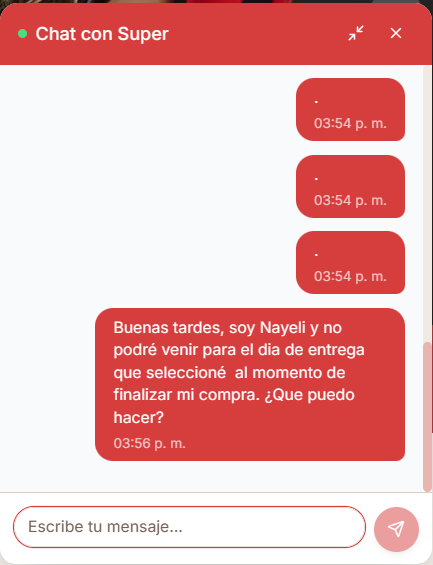 Chat con Super
.
03:54 p. m.
.
03:54 p. m.
.
03:54 p. m.
Buenas tardes, soy Nayeli y no
podré venir para el dia de entrega
que seleccioné  al momento de
finalizar mi compra. ¿Que puedo
hacer?
03:56 p. m.
Escribe tu mensaje...